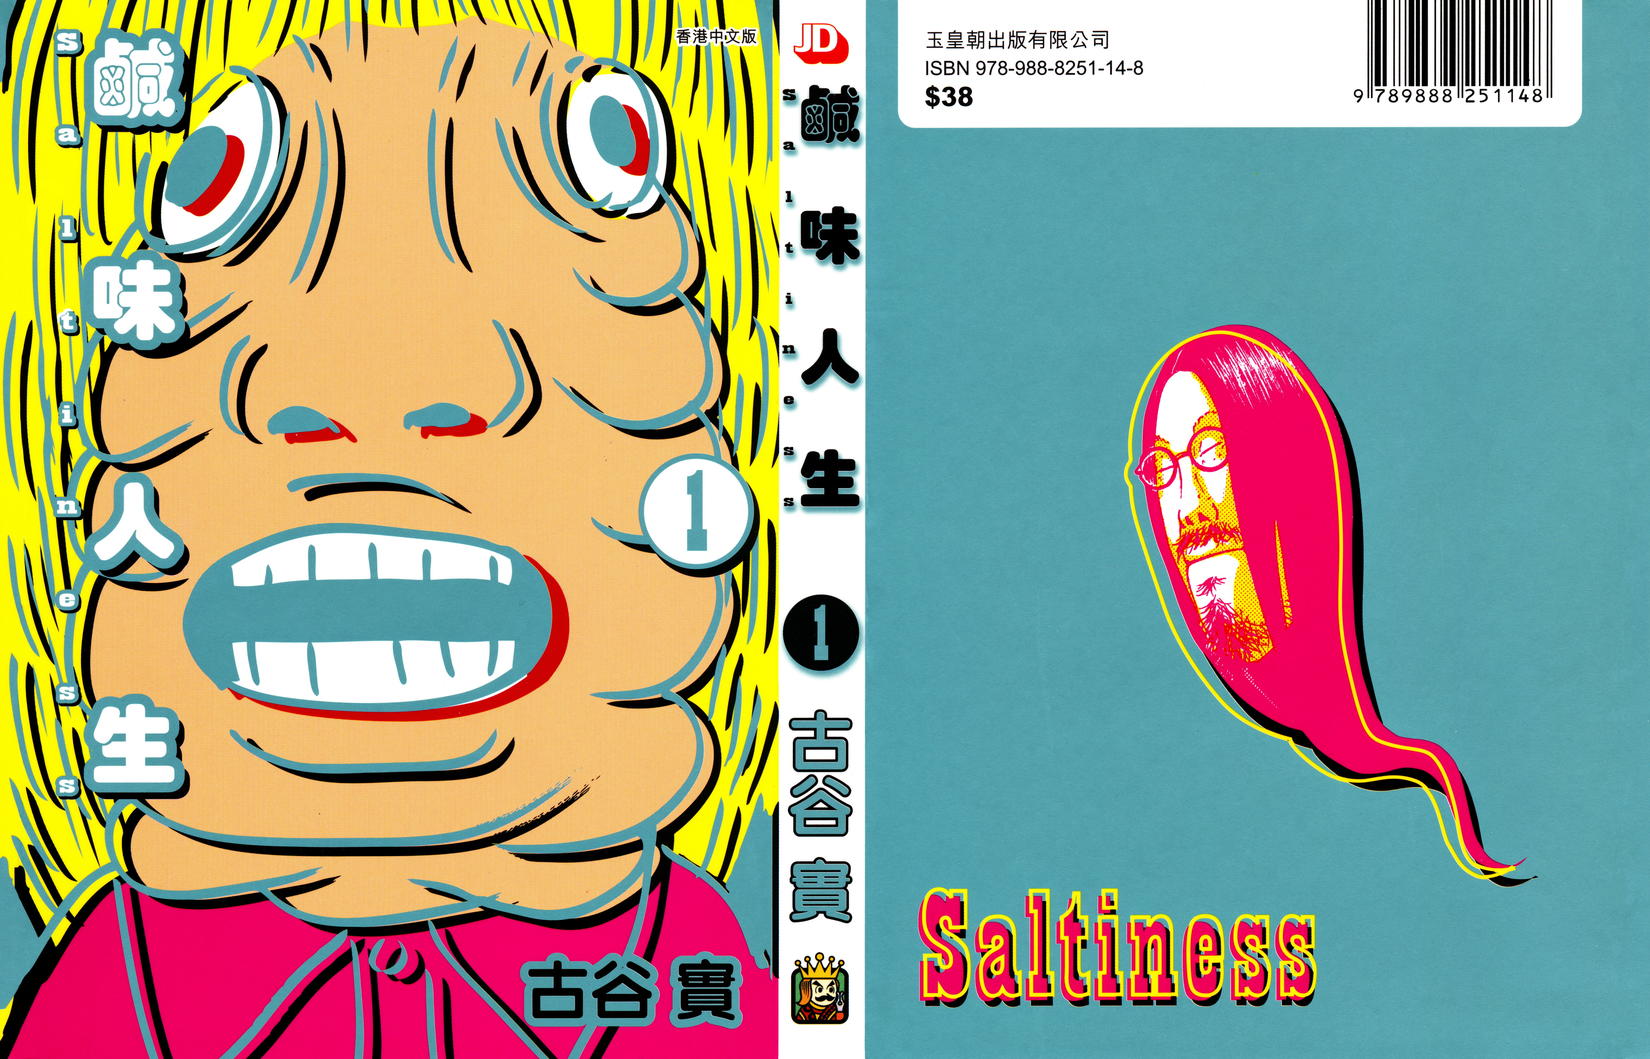 香港中文版
鹹味人生
saltiness
1
古谷 實
JD
鹹味人生
saltiness
1
古谷 實
玉皇朝出版有限公司
ISBN 978-988-8251-14-8
$38
9 789888 251148
Saltiness